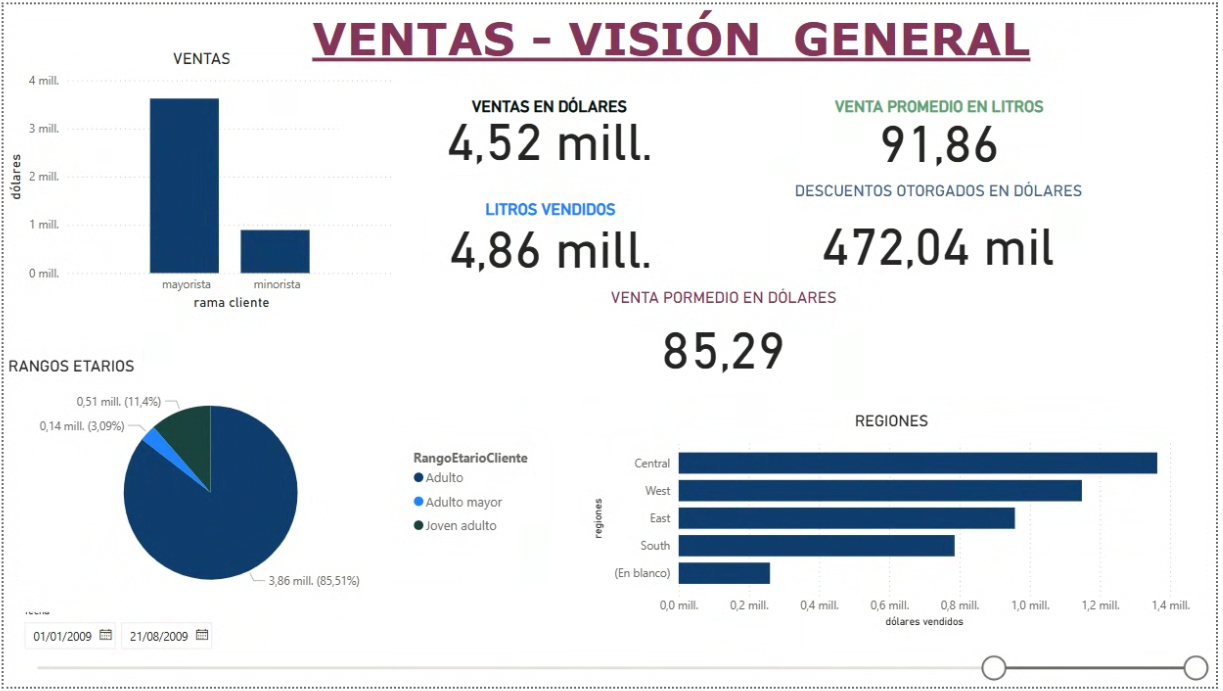 VENTAS - VISIÓN GENERAL
VENTAS
4 mill.
3 mill.
2 mill.
1 mill.
0 mill.
dólares
mayorista
minorista
rama cliente
VENTAS EN DÓLARES
4,52 mill.
VENTA PROMEDIO EN LITROS
91,86
LITROS VENDIDOS
4,86 mill.
DESCUENTOS OTORGADOS EN DÓLARES
472,04 mil
VENTA PORMEDIO EN DÓLARES
85,29
RANGOS ETARIOS
0,51 mill. (11,4%)
0,14 mill. (3,09%)
3,86 mill. (85,51%)
RangoEtarioCliente
Adulto
Adulto mayor
Joven adulto
REGIONES
regiones
Central
West
East
South
(En blanco)
0,0 mill.
0,2 mill.
0,4 mill.
0,6 mill.
0,8 mill.
1,0 mill.
1,2 mill.
1,4 mill.
dólares vendidos
01/01/2009
21/08/2009